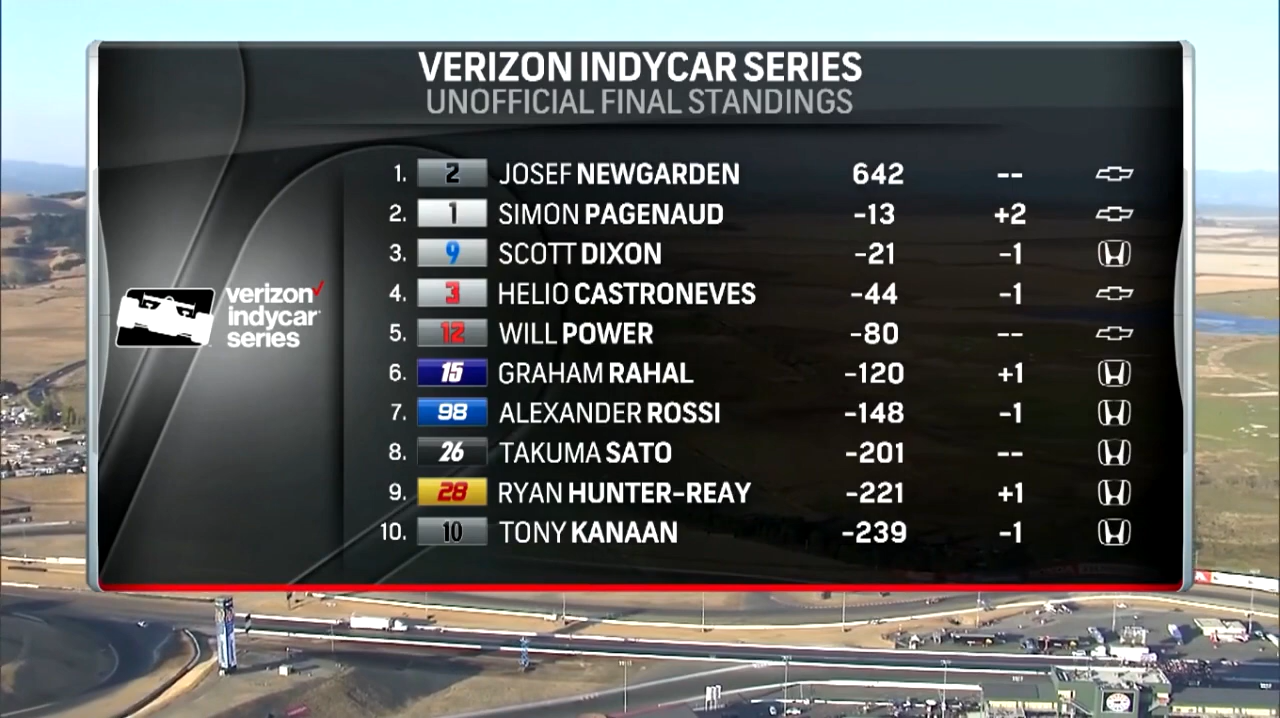 VERIZON INDYCAR SERIES
UNOFFICIAL FINAL STANDINGS
1. 2 JOSEF NEWGARDEN 642 --
2. 1 SIMON PAGENAUD -13 +2
3. 9 SCOTT DIXON -21 -1
4. 3 HELIO CASTRONEVES -44 -1
5. 12 WILL POWER -80 --
6. 15 GRAHAM RAHAL -120 +1
7. 98 ALEXANDER ROSSI -148 -1
8. 26 TAKUMA SATO -201 --
9. 28 RYAN HUNTER-REAY -221 +1
10. 10 TONY KANAAN -239 -1
verizon
indycar
series